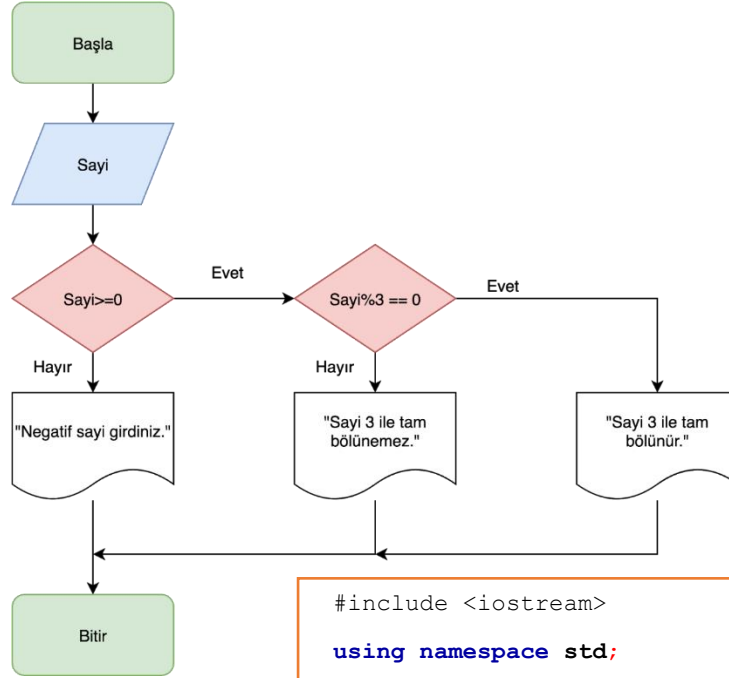 Başla
Sayi
Sayi>=0
Evet
Sayi%3 == 0
Evet
Hayır
Hayır
"Negatif sayi girdiniz."
"Sayi 3 ile tam
bölünemez."
"Sayi 3 ile tam
bölünür."
Bitir
#include <iostream>
using namespace std;